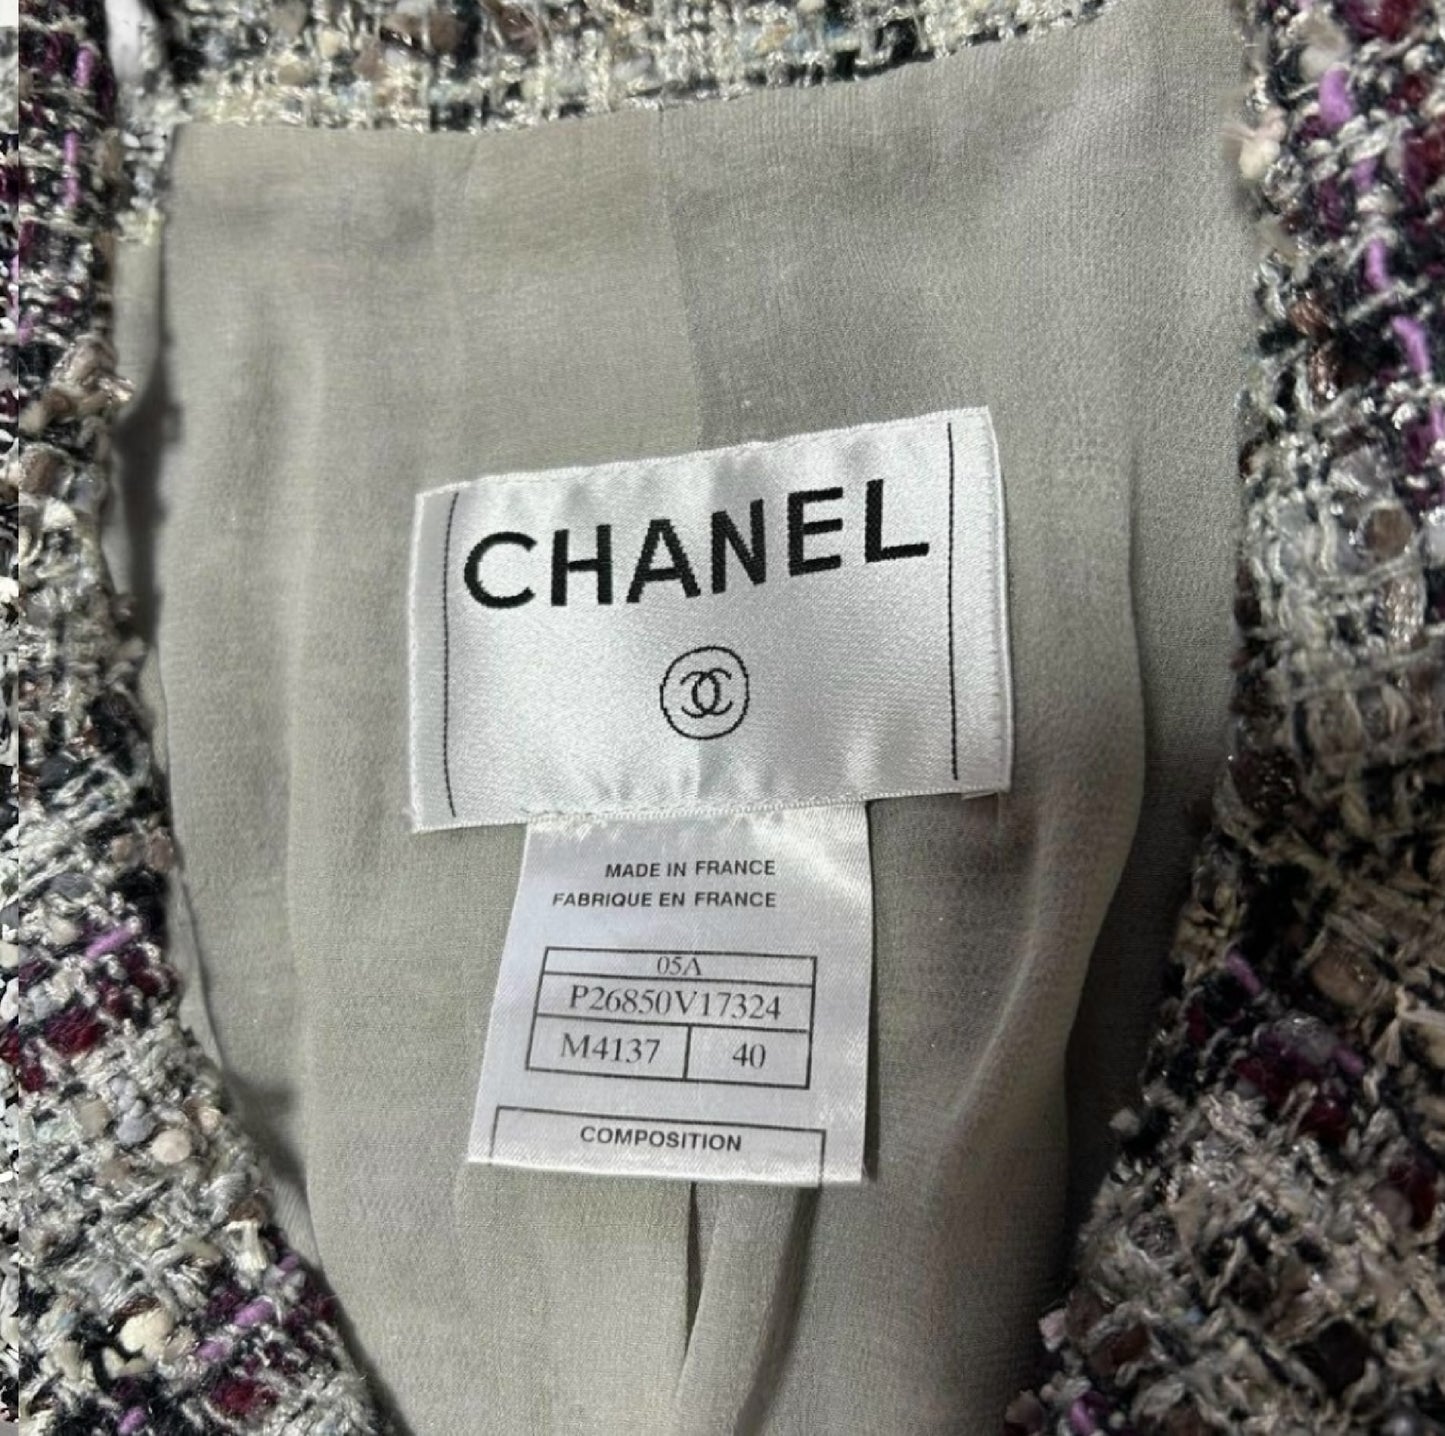 CHANEL
MADE IN FRANCE
FABRIQUE EN FRANCE
05A
P26850V17324
M4137 40
COMPOSITION